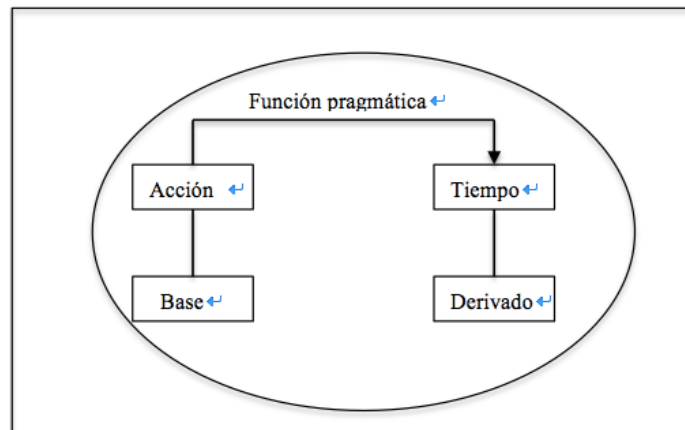 Función pragmática
Acción
Tiempo
Base
Derivado